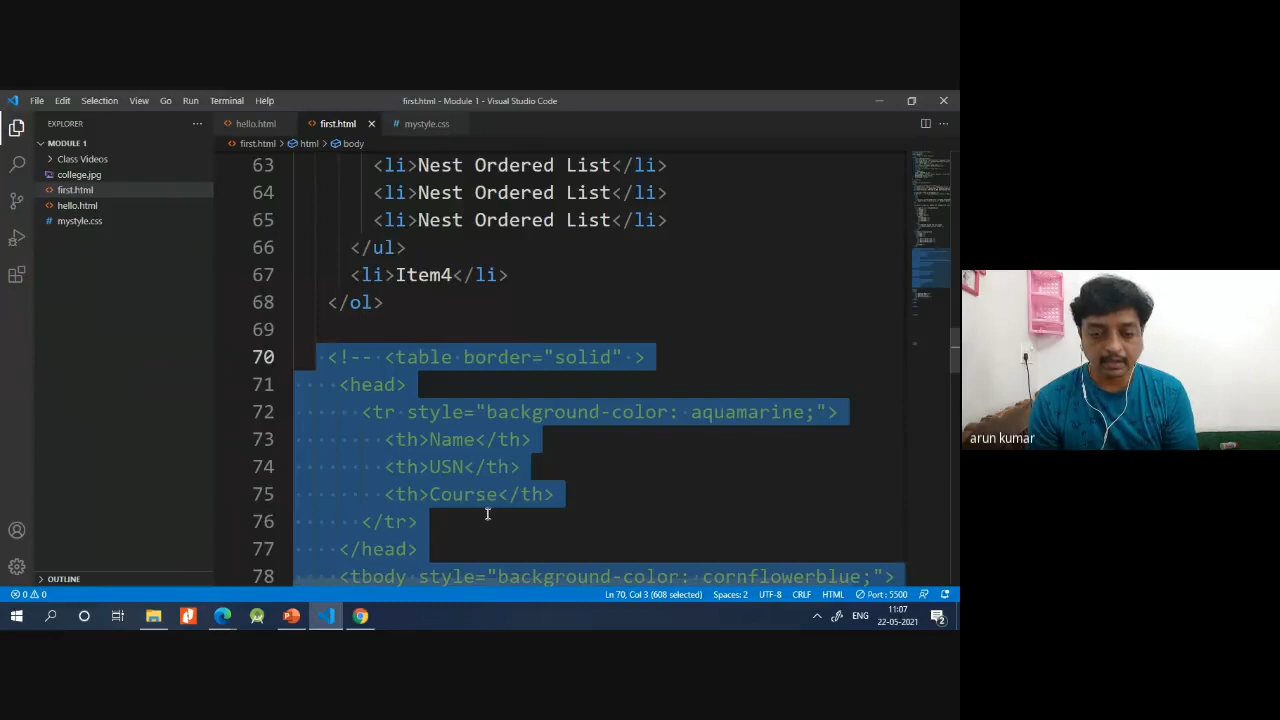 File Edit Selection View Go Run Terminal Help
first.html - Module 1 - Visual Studio Code
EXPLORER
hello.html
first.html
mystyle.css
MODULE 1
first.html > html > body
Class Videos
college.jpg
first.html
hello.html
mystyle.css
63 <li>Nest Ordered List</li>
64 <li>Nest Ordered List</li>
65 <li>Nest Ordered List</li>
66 </ul>
67 <li>Item4</li>
68 </ol>
69
70 <!-- <table border="solid" >
71 <head>
72 <tr style="background-color: aquamarine;">
73 <th>Name</th>
74 <th>USN</th>
75 <th>Course</th>
76 </tr>
77 </head>
78 <tbody style="background-color: cornflowerblue;">
OUTLINE
0 0
Ln 70, Col 3 (608 selected) Spaces: 2 UTF-8 CRLF HTML Port : 5500
ENG
11:07
22-05-2021
2
arun kumar